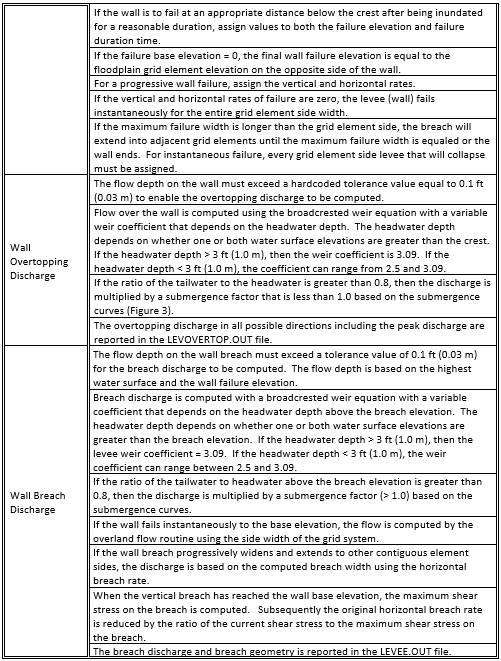 If the wall is to fail at an appropriate distance below the crest after being inundated
for a reasonable duration, assign values to both the failure elevation and failure
duration time.
If the failure base elevation = 0, the final wall failure elevation is equal to the
floodplain grid element elevation on the opposite side of the wall.
For a progressive wall failure, assign the vertical and horizontal rates.
If the vertical and horizontal rates of failure are zero, the levee (wall) fails
instantaneously for the entire grid element side width.
If the maximum failure width is longer than the grid element side, the breach will
extend into adjacent grid elements until the maximum failure width is equaled or the
wall ends. For instantaneous failure, every grid element side levee that will collapse
must be assigned.
Wall
Overtopping
Discharge
The flow depth on the wall must exceed a hardcoded tolerance value equal to 0.1 ft
(0.03 m) to enable the overtopping discharge to be computed.
Flow over the wall is computed using the broadcrested weir equation with a variable
weir coefficient that depends on the headwater depth. The headwater depth
depends on whether one or both water surface elevations are greater than the crest.
If the headwater depth > 3 ft (1.0 m), then the weir coefficient is 3.09. If the
headwater depth < 3 ft (1.0 m), the coefficient can range from 2.5 and 3.09.
If the ratio of the tailwater to the headwater is greater than 0.8, then the discharge is
multiplied by a submergence factor that is less than 1.0 based on the submergence
curves (Figure 3).
The overtopping discharge in all possible directions including the peak discharge are
reported in the LEVOVERTOP.OUT file.
Wall Breach
Discharge
The flow depth on the wall breach must exceed a tolerance value of 0.1 ft (0.03 m)
for the breach discharge to be computed. The flow depth is based on the highest
water surface and the wall failure elevation.
Breach discharge is computed with a broadcrested weir equation with a variable
coefficient that depends on the headwater depth above the breach elevation. The
headwater depth depends on whether one or both water surface elevations are
greater than the breach elevation. If the headwater depth > 3 ft (1.0 m), then the
levee weir coefficient = 3.09. If the headwater depth < 3 ft (1.0 m), the weir
coefficient can range between 2.5 and 3.09.
If the ratio of the tailwater to headwater above the breach elevation is greater than
0.8, then the discharge is multiplied by a submergence factor (> 1.0) based on the
submergence curves.
If the wall fails instantaneously to the base elevation, the flow is computed by the
overland flow routine using the side width of the grid system.
If the wall breach progressively widens and extends to other contiguous element
sides, the discharge is based on the computed breach width using the horizontal
breach rate.
When the vertical breach has reached the wall base elevation, the maximum shear
stress on the breach is computed. Subsequently the original horizontal breach rate
is reduced by the ratio of the current shear stress to the maximum shear stress on
the breach.
The breach discharge and breach geometry is reported in the LEVEE.OUT file.